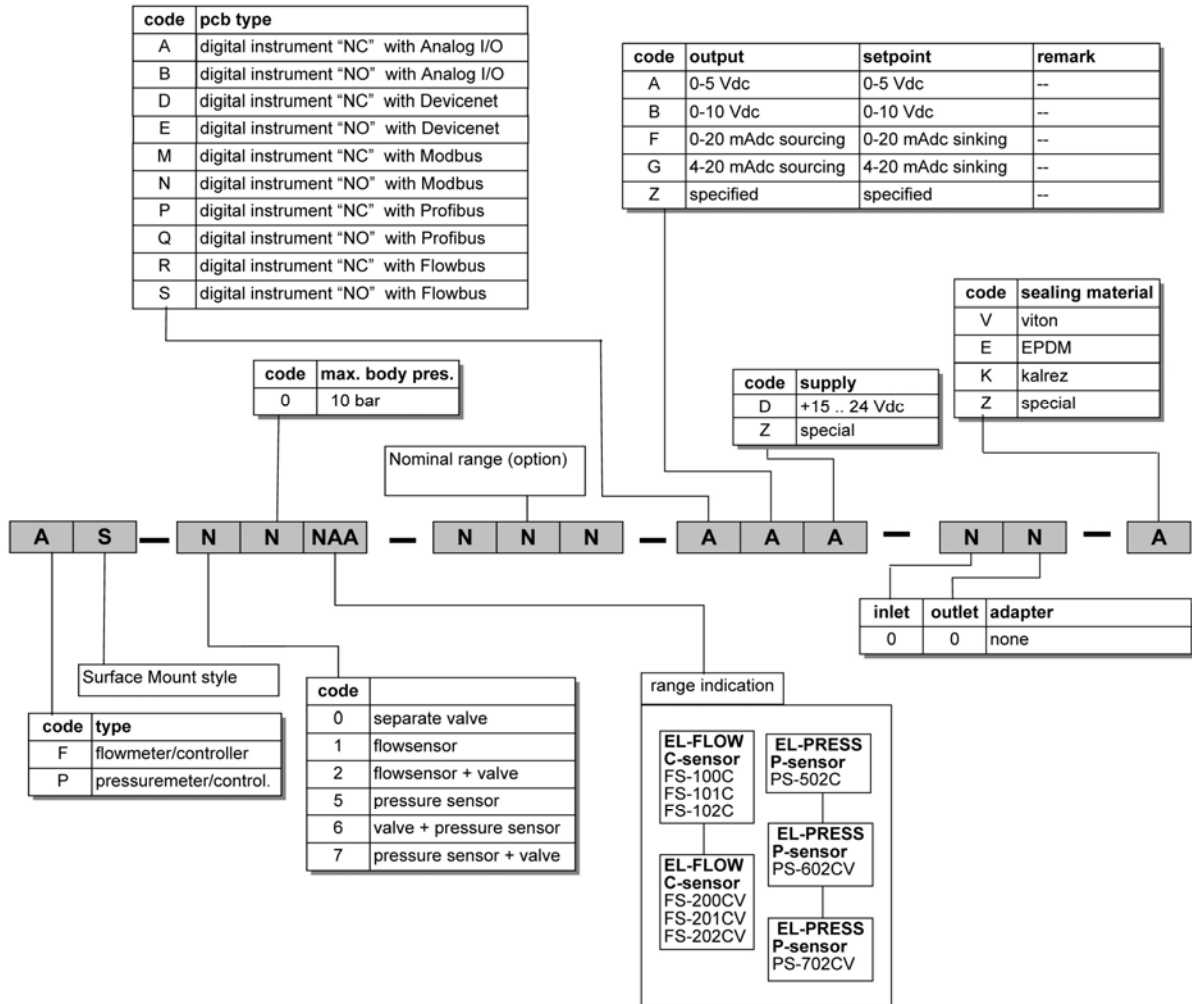 code pcb type
A digital instrument “NC” with Analog I/O
B digital instrument “NO” with Analog I/O
D digital instrument “NC” with Devicenet
E digital instrument “NO” with Devicenet
M digital instrument “NC” with Modbus
N digital instrument “NO” with Modbus
P digital instrument “NC” with Profibus
Q digital instrument “NO” with Profibus
R digital instrument “NC” with Flowbus
S digital instrument “NO” with Flowbus
code output setpoint remark
A 0-5 Vdc 0-5 Vdc --
B 0-10 Vdc 0-10 Vdc --
F 0-20 mAdc sourcing 0-20 mAdc sinking --
G 4-20 mAdc sourcing 4-20 mAdc sinking --
Z specified specified --
code sealing material
V viton
E EPDM
K kalrez
Z special
code max. body pres.
0 10 bar
code supply
D +15 .. 24 Vdc
Z special
Nominal range (option)
A S — N N NAA — N N N — A A A — N N — A
inlet outlet adapter
0 0 none
Surface Mount style
code type
F flowmeter/controller
P pressuremeter/control.
code
0 separate valve
1 flowsensor
2 flowsensor + valve
5 pressure sensor
6 valve + pressure sensor
7 pressure sensor + valve
range indication
EL-FLOW
C-sensor
FS-100C
FS-101C
FS-102C
EL-FLOW
C-sensor
FS-200CV
FS-201CV
FS-202CV
EL-PRESS
P-sensor
PS-502C
EL-PRESS
P-sensor
PS-602CV
EL-PRESS
P-sensor
PS-702CV